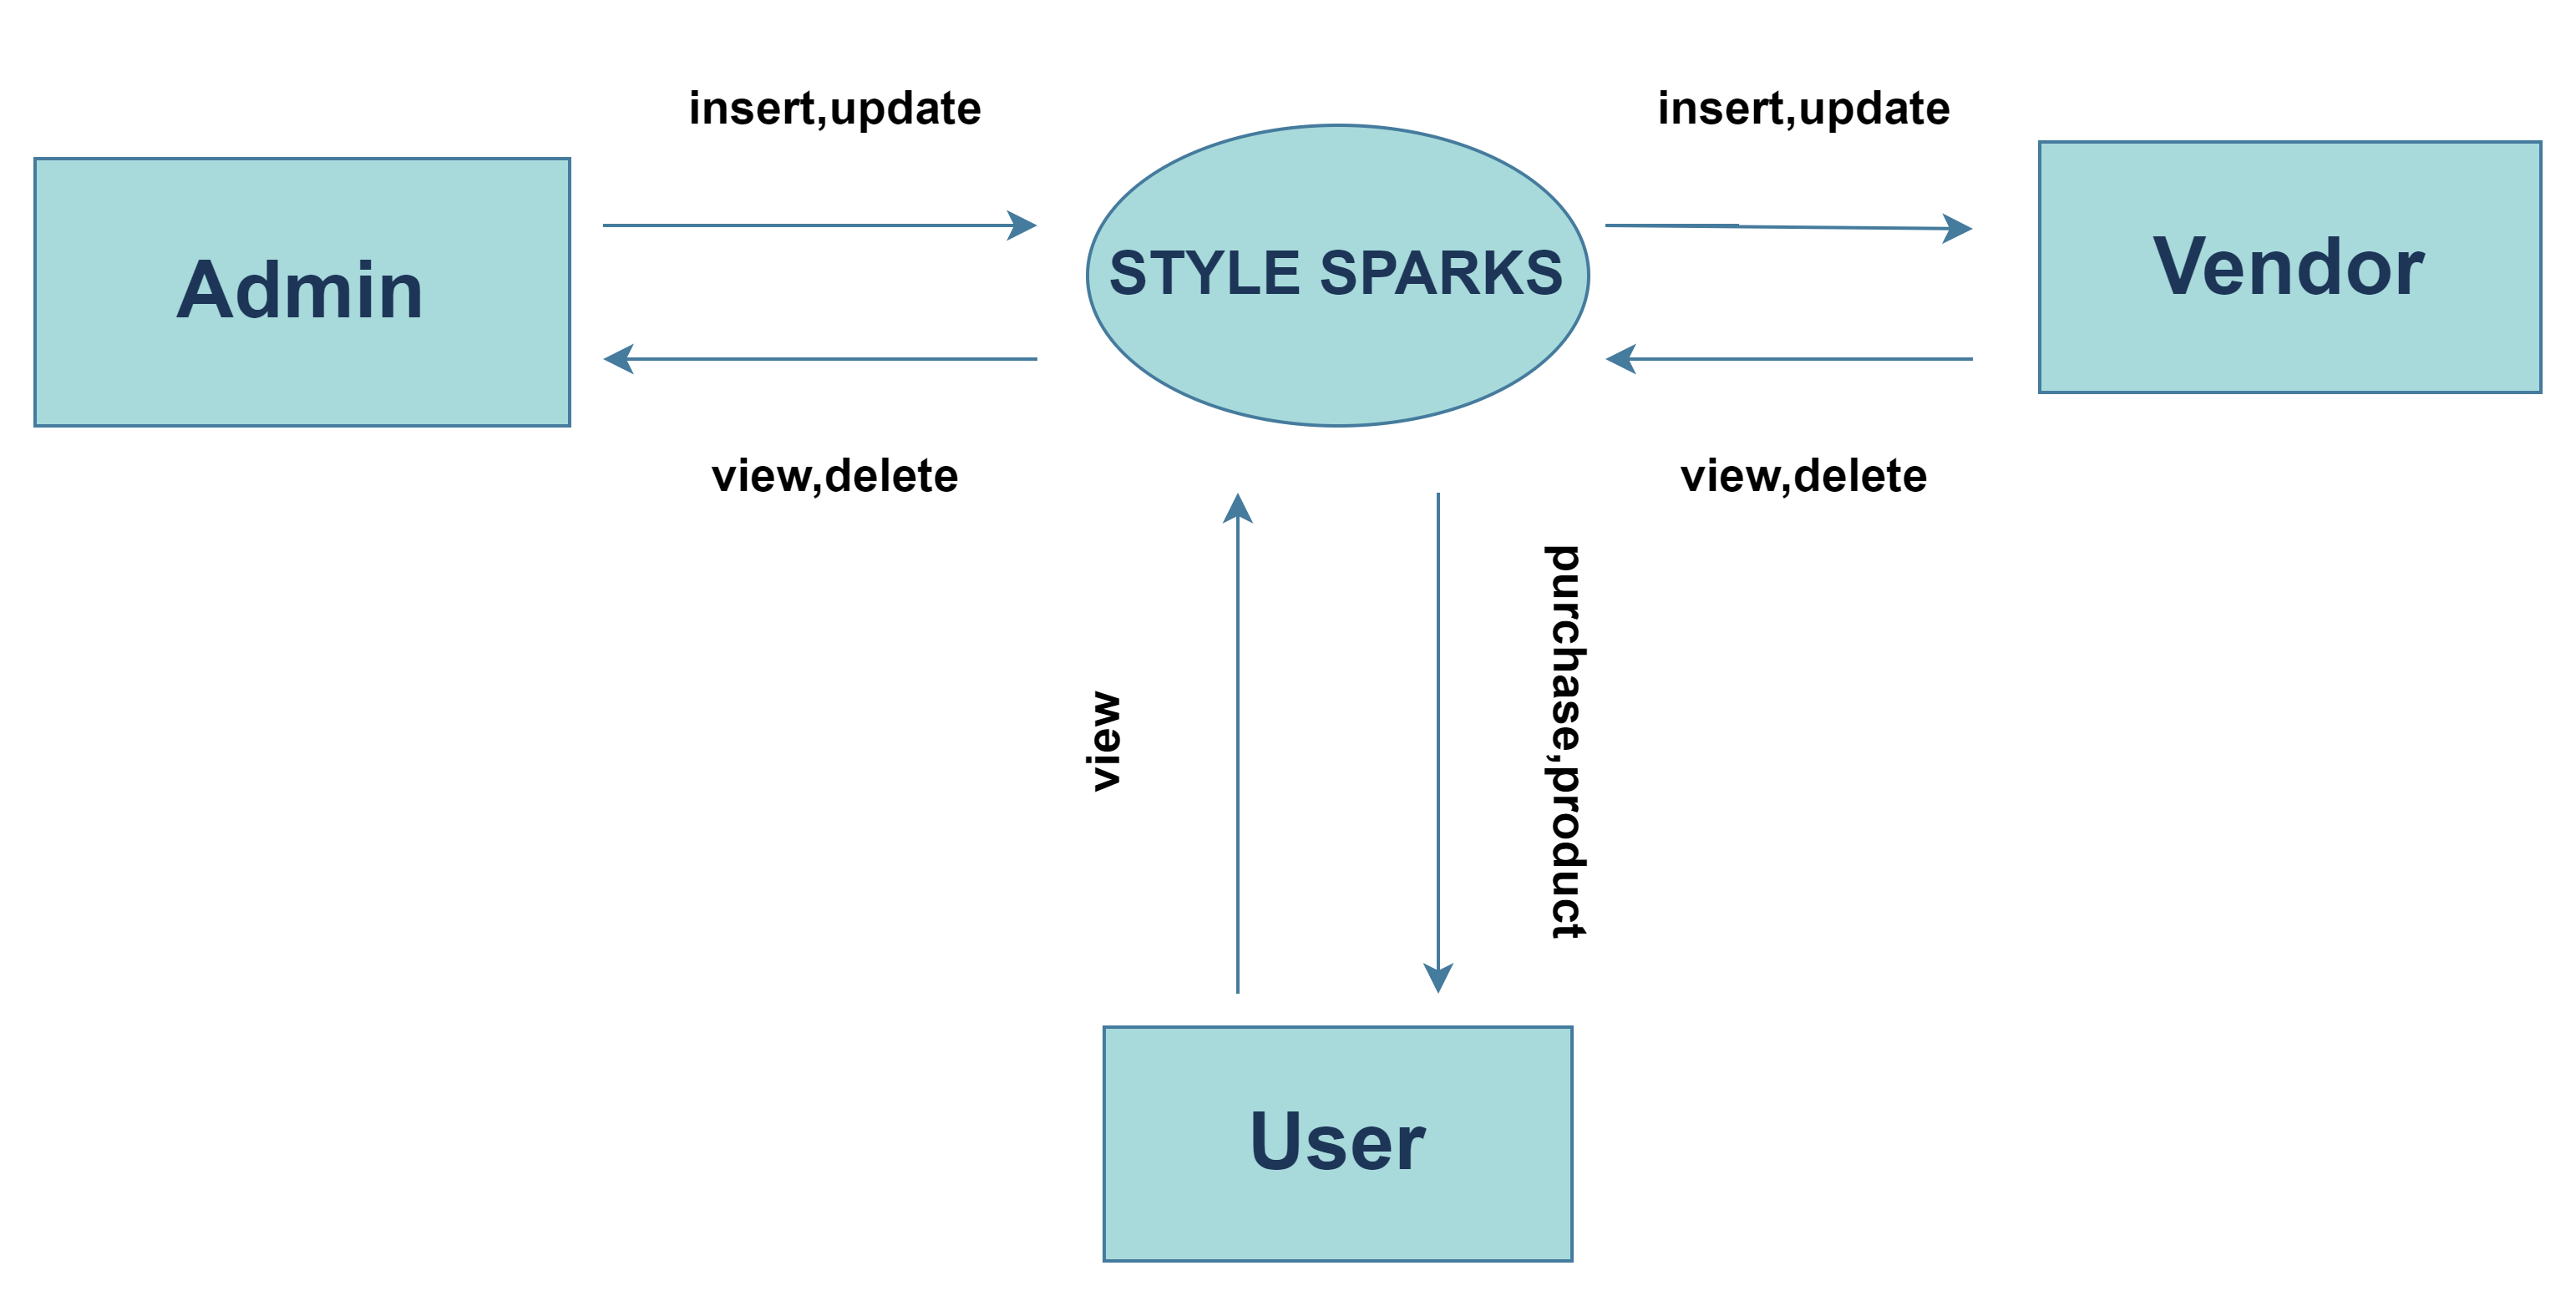 insert,update
insert,update
Admin
STYLE SPARKS
Vendor
view,delete
view,delete
view
purchase,product
User